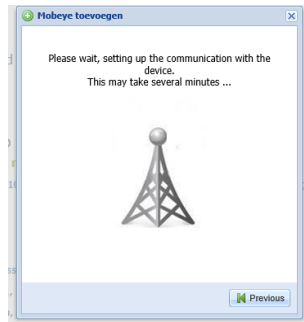 Mobeye toevoegen
Please wait, setting up the communication with the
device.
This may take several minutes ...
Previous